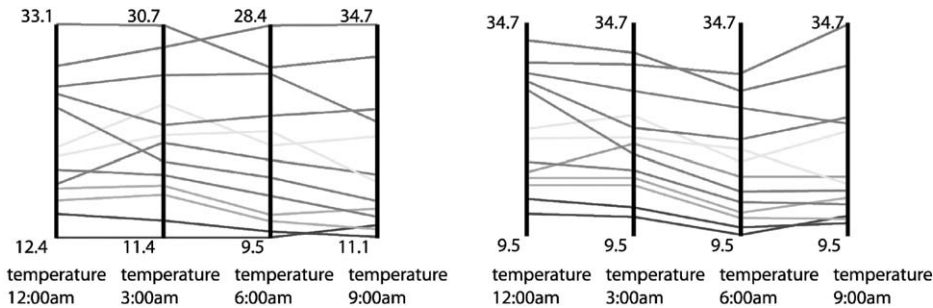 33.1 30.7 28.4 34.7 34.7 34.7 34.7 34.7
12.4 11.4 9.5 11.1 9.5 9.5 9.5 9.5
temperature temperature temperature temperature temperature temperature temperature temperature
12:00am 3:00am 6:00am 9:00am 12:00am 3:00am 6:00am 9:00am